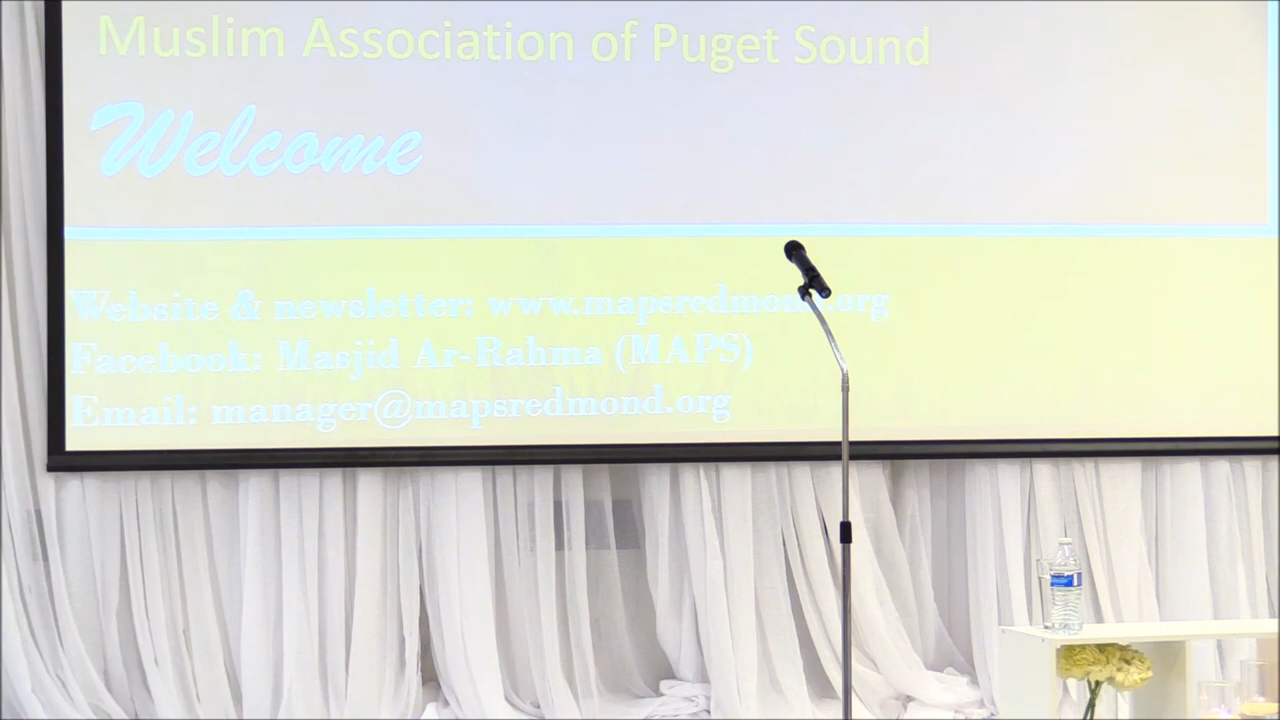 Muslim Association of Puget Sound
Welcome
Website & newsletter: www.mapsredmond.org
Facebook: Masjid Ar-Rahma (MAPS)
Email: manager@mapsredmond.org